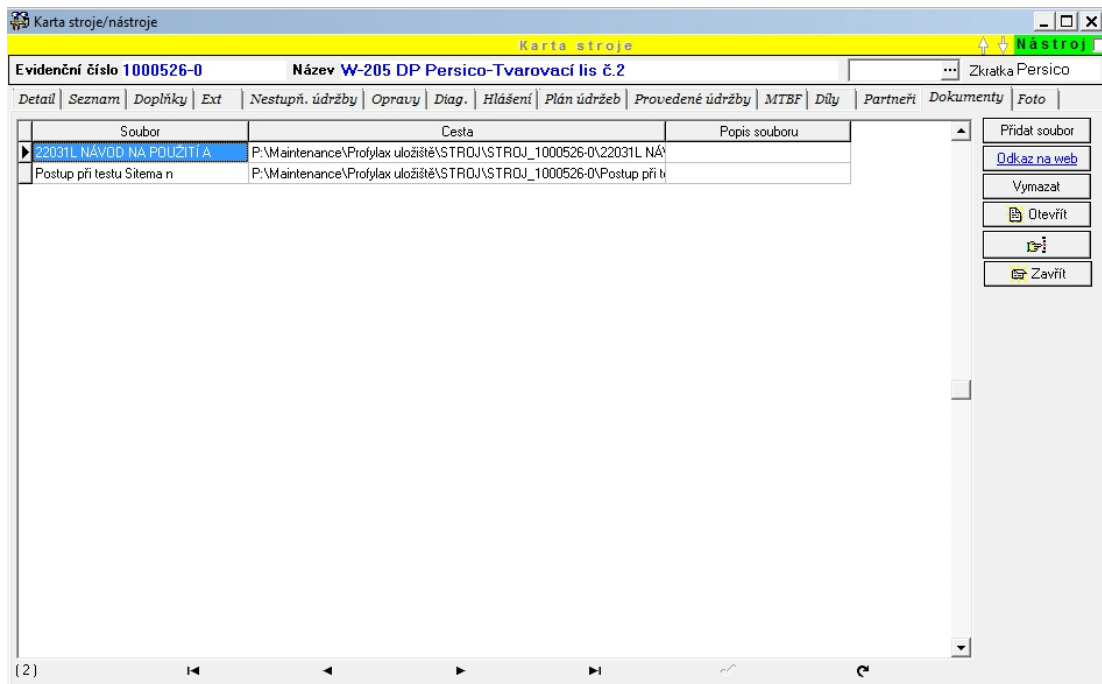 Karta stroje/nástroje
Karta stroje Nástroj
Evidenční číslo 1000526-0 Název W-205 DP Persico-Tvarovací lis č.2 ... Zkratka Persico
Detail Seznam Doplňky Ext Nestupň. údržby Opravy Diag. Hlášení Plán údržeb Provedené údržby MTBF Díly Partneři Dokumenty Foto
Soubor Cesta Popis souboru Přidat soubor
22031L NÁVOD NA POUŽITÍ A P:\Maintenance\Profylax uložiště\STROJ\STROJ_1000526-0\22031L NÁV
Odkaz na web
Postup při testu Sitema n P:\Maintenance\Profylax uložiště\STROJ\STROJ_1000526-0\Postup při t
Vymazat
Otevřít
Zavřít
(2)